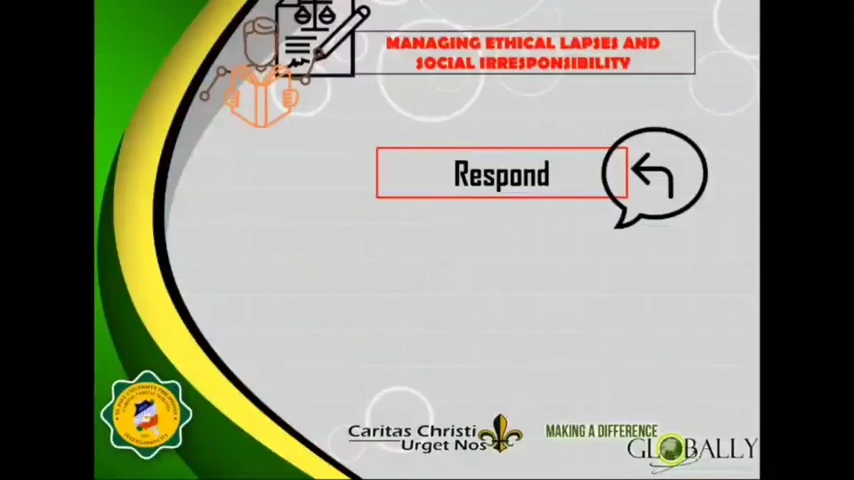 MANAGING ETHICAL LAPSES AND
SOCIAL IRRESPONSIBILITY
Respond
Caritas Christi
Urget Nos
MAKING A DIFFERENCE
GLOBALLY